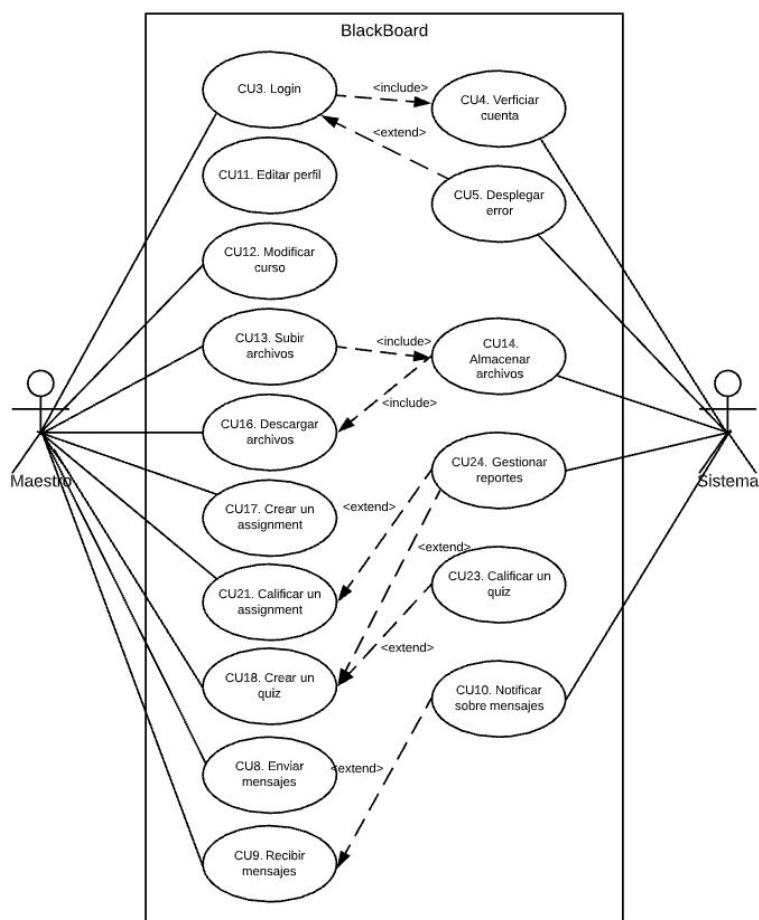 BlackBoard
CU3. Login
<include>
CU4. Verficiar
cuenta
<extend>
CU11. Editar perfil
CU5. Desplegar
error
CU12. Modificar
curso
CU13. Subir
archivos
<include>
CU14.
Almacenar
archivos
<include>
CU16. Descargar
archivos
Maestro
Sistema
CU24. Gestionar
reportes
CU17. Crear un
assignment
<extend>
<extend>
CU23. Calificar un
quiz
CU21. Calificar un
assignment
<extend>
CU18. Crear un
quiz
CU10. Notificar
sobre mensajes
CU8. Enviar
mensajes
<extend>
CU9. Recibir
mensajes